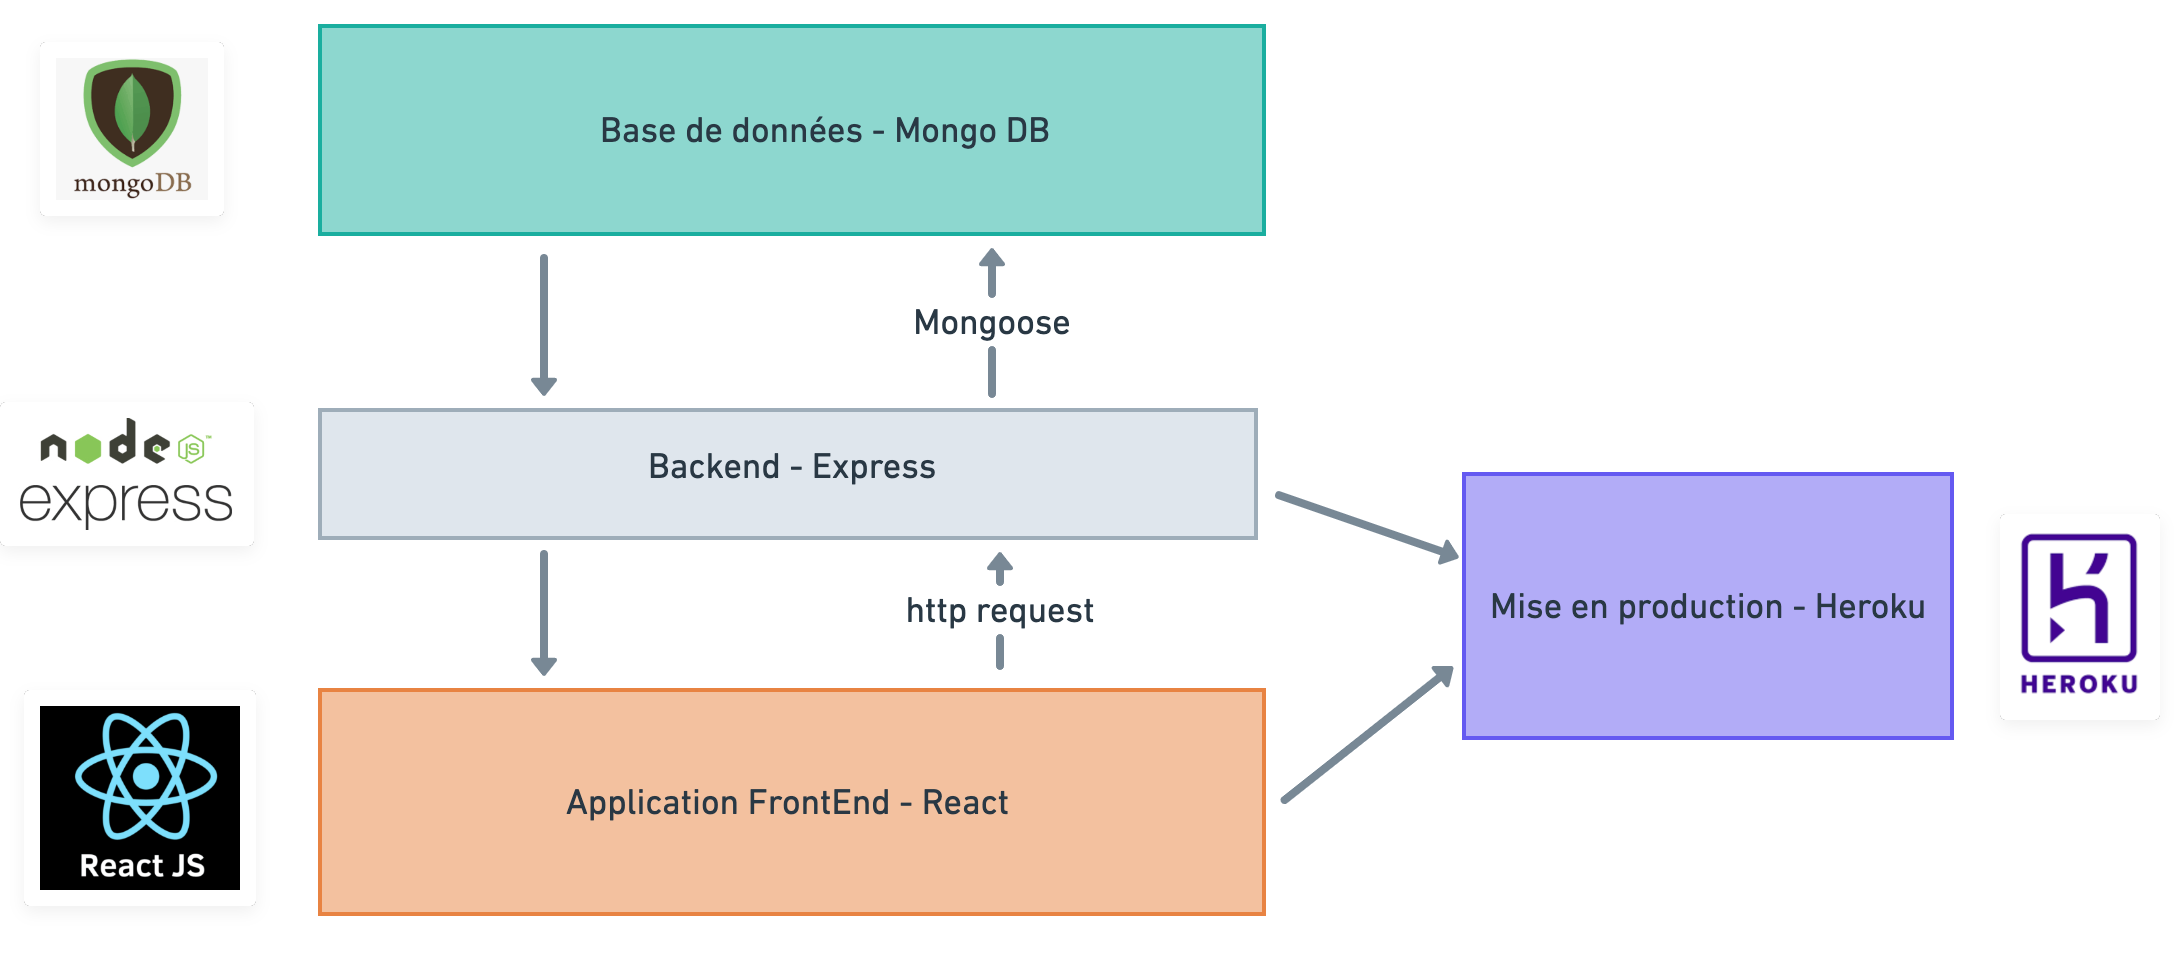 mongoDB
Base de données - Mongo DB
Mongoose
node JS™
express
Backend - Express
http request
Mise en production - Heroku
HEROKU
React JS
Application FrontEnd - React